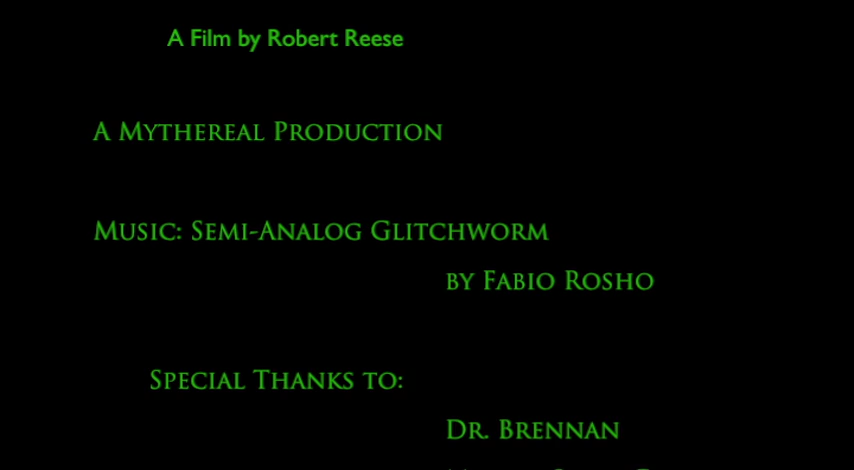 A Film by Robert Reese
A Mythereal Production
Music: Semi-Analog Glitchworm
by Fabio Rosho
Special Thanks to:
Dr. Brennan